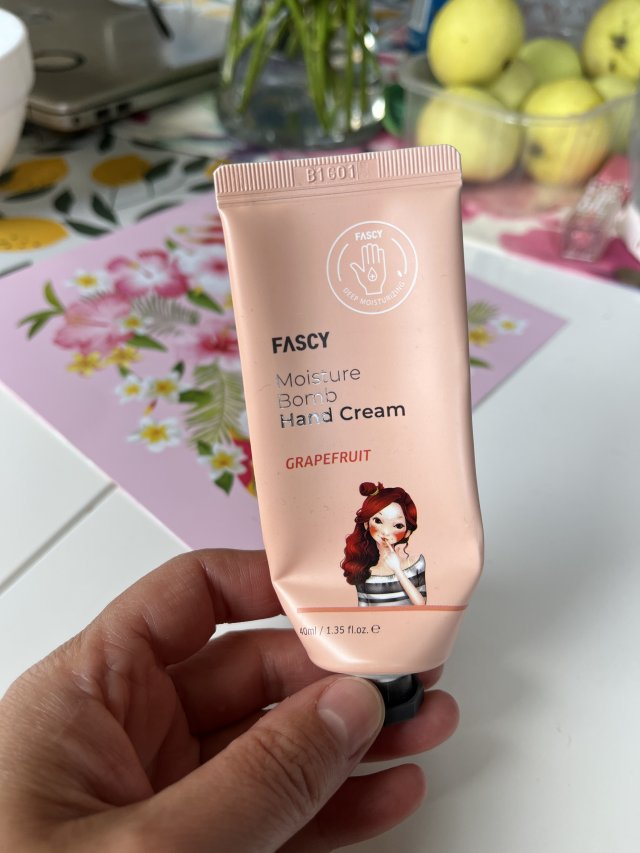 B1601
FASCY
DEEP MOISTURIZING
FASCY
Moisture
Bomb
Hand Cream
GRAPEFRUIT
40ml / 1.35 fl.oz. ℮